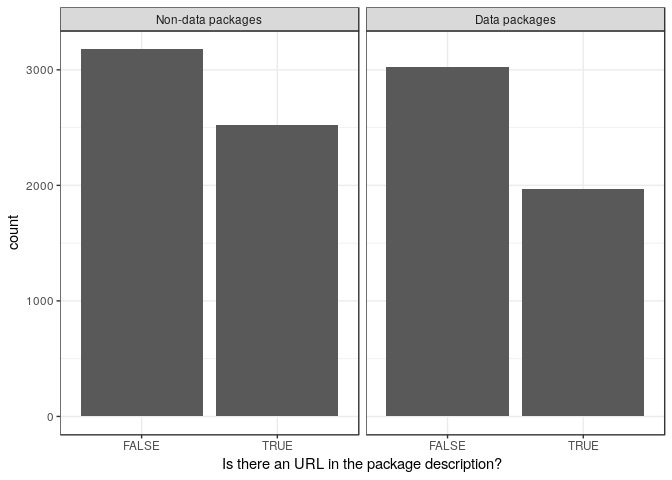 Non-data packages
Data packages
count
3000
2000
1000
0
FALSE
TRUE
FALSE
TRUE
Is there an URL in the package description?